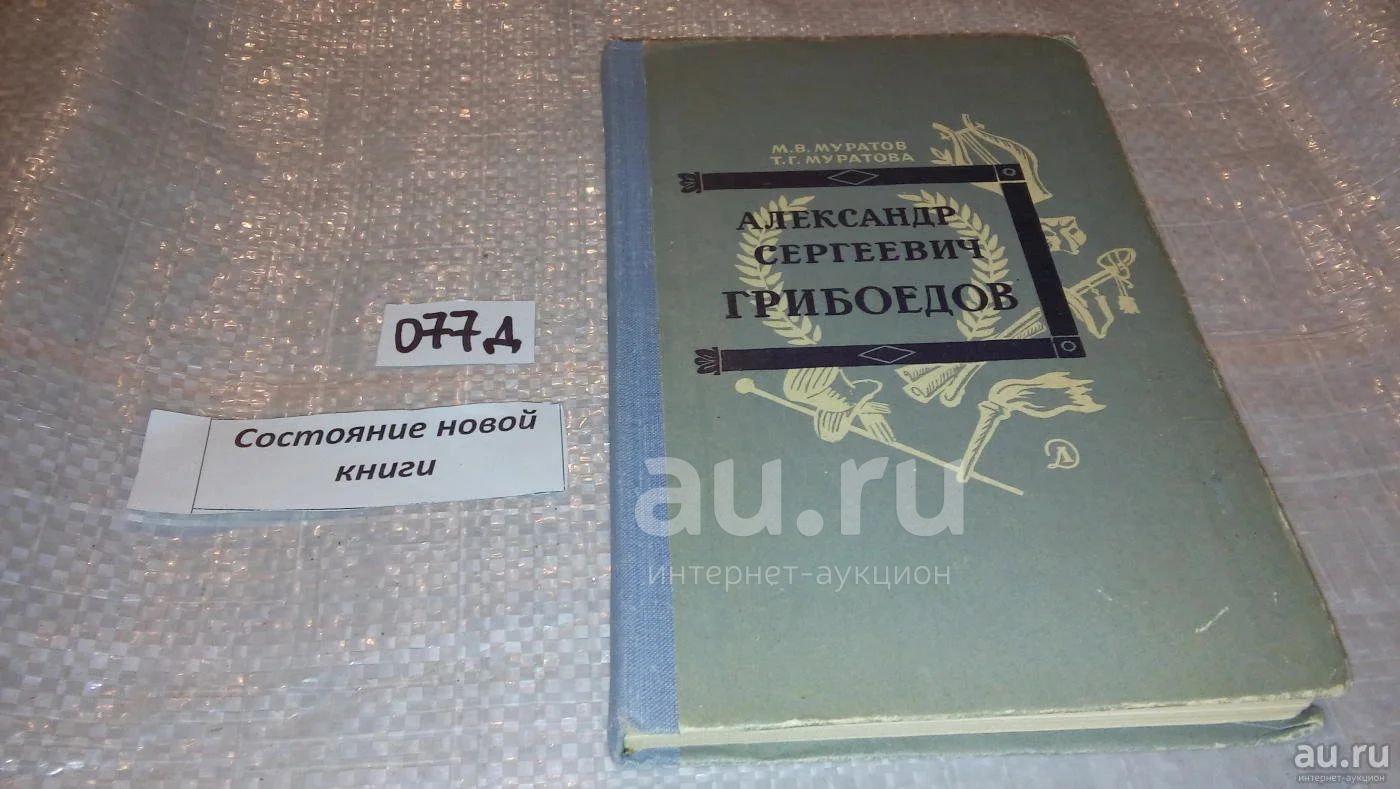 М.В. МУРАТОВ
Т.Г. МУРАТОВА
АЛЕКСАНДР
СЕРГЕЕВИЧ
ГРИБОЕДОВ
077д
Состояние новой
книги
au.ru
интернет-аукцион
au.ru
интернет-аукцион